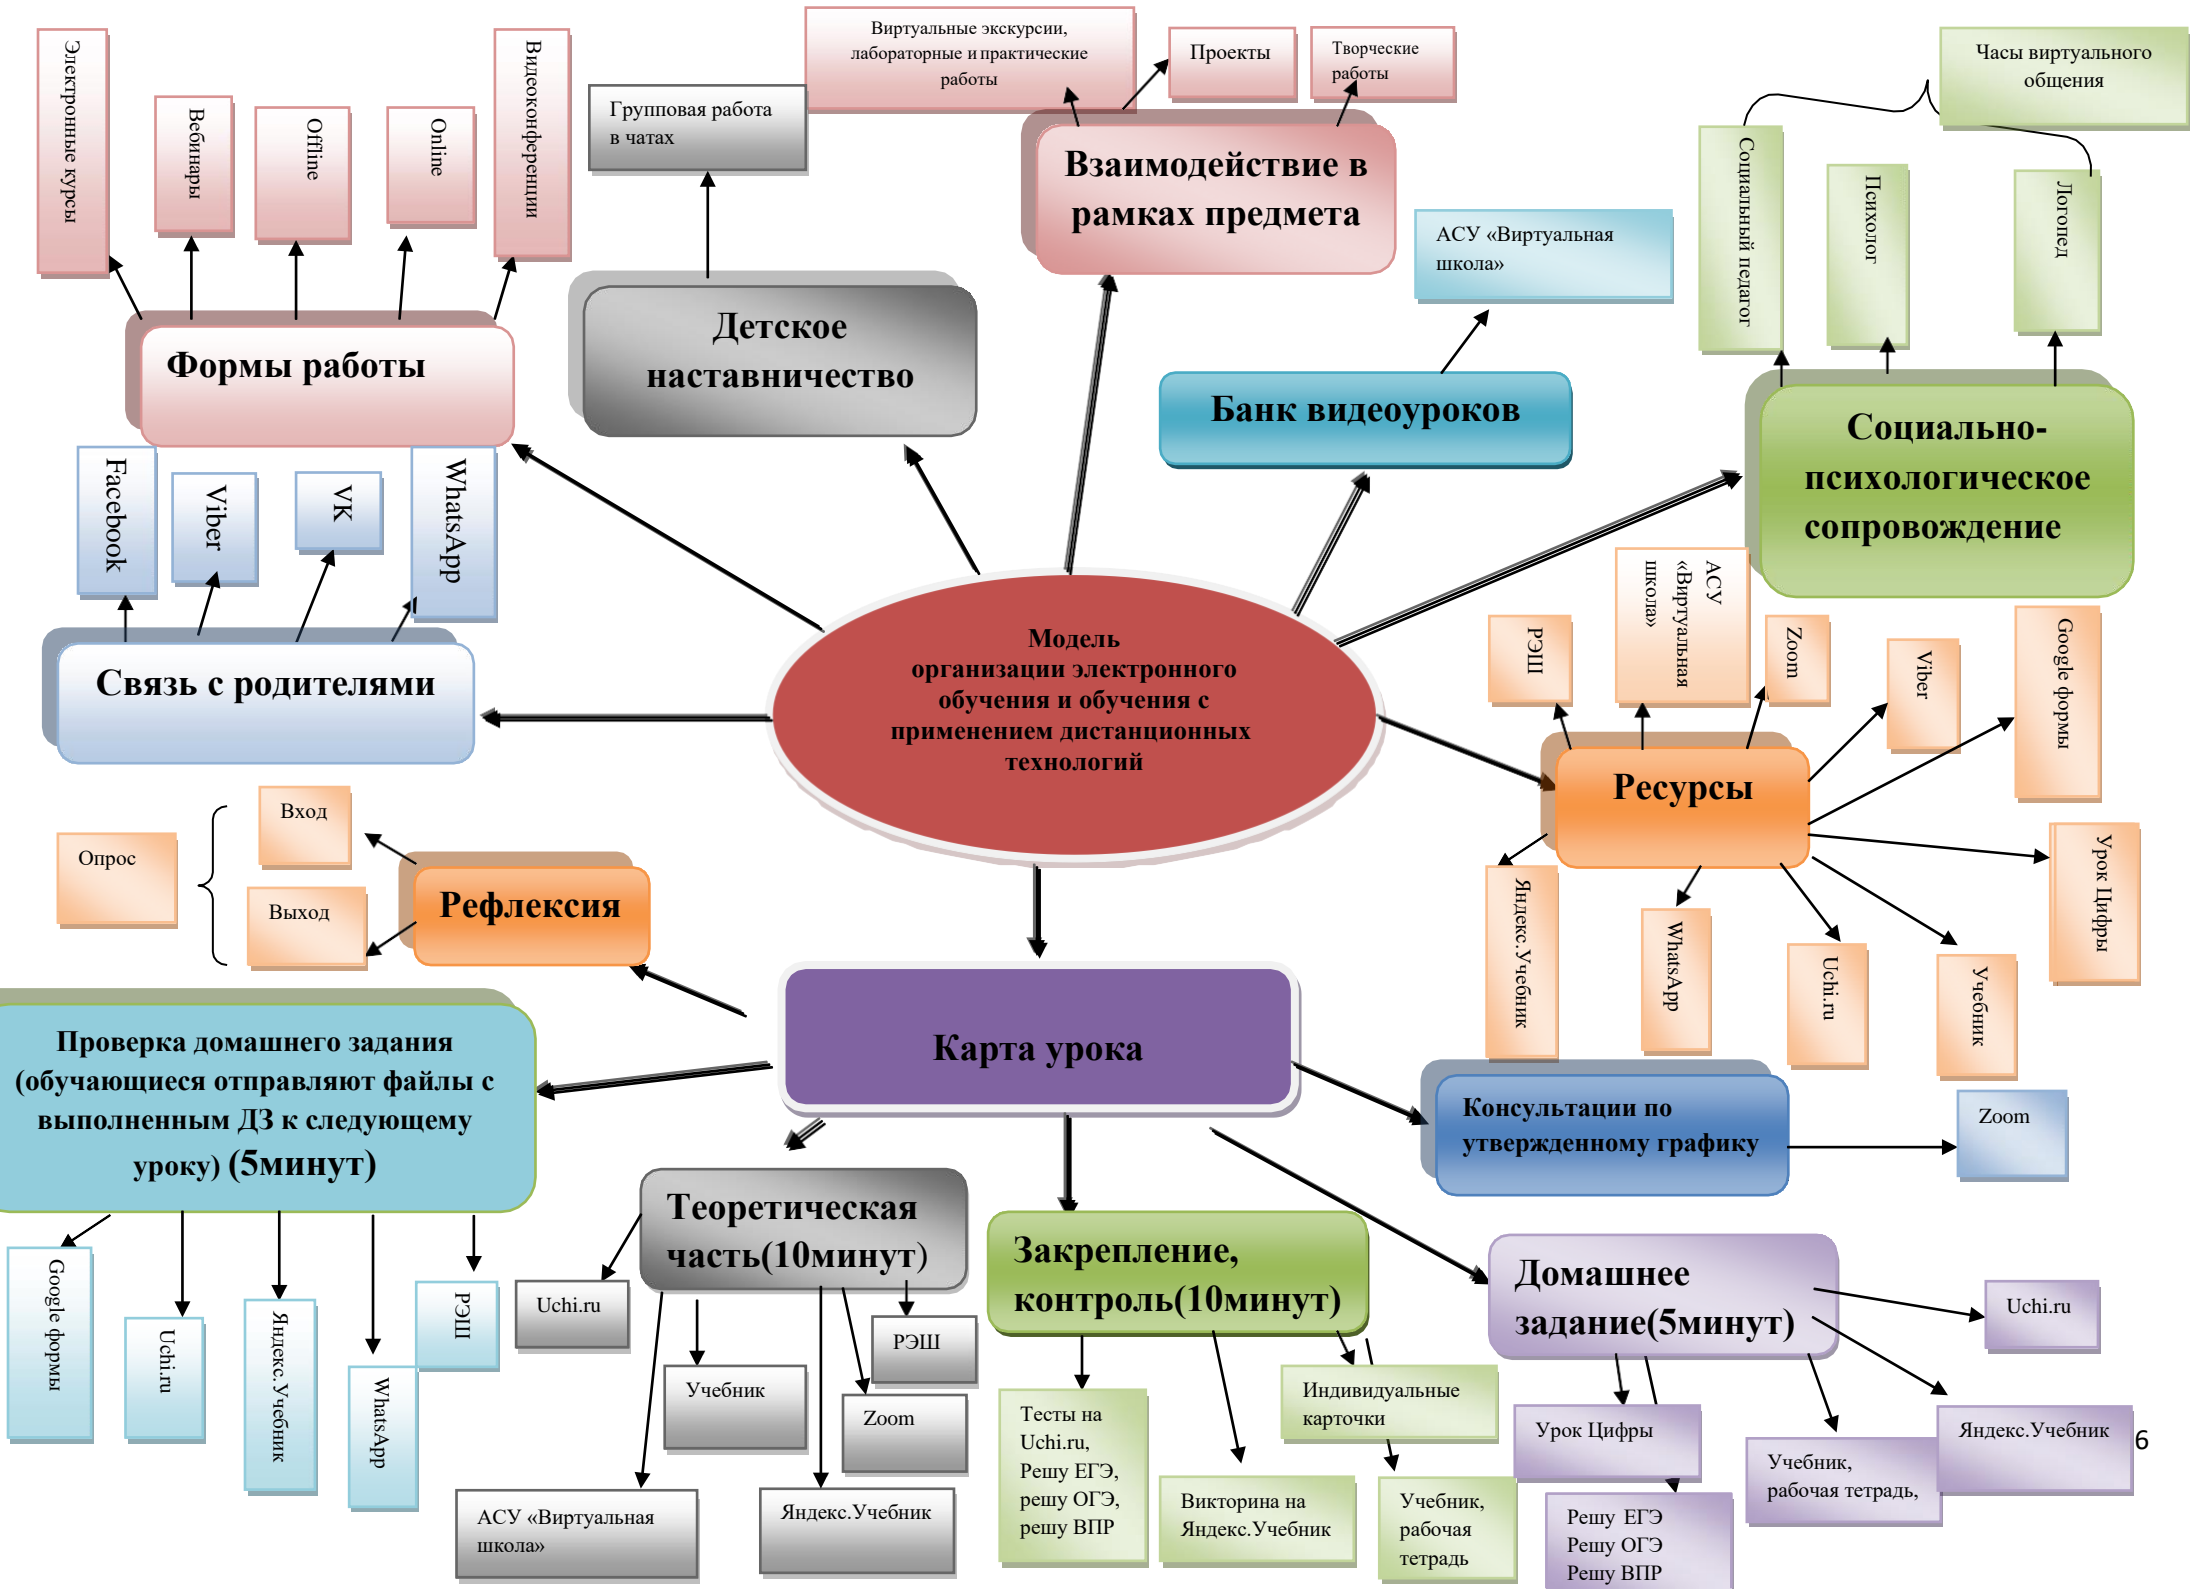 Электронные курсы
Вебинары
Offline
Online
Видеоконференции
Формы работы
Групповая работа
в чатах
Детское
наставничество
Виртуальные экскурсии,
лабораторные и практические
работы
Проекты
Творческие
работы
Взаимодействие в
рамках предмета
АСУ «Виртуальная
школа»
Банк видеоуроков
Часы виртуального
общения
Социальный педагог
Психолог
Логопед
Социально-
психологическое
сопровождение
Facebook
Viber
VK
WhatsApp
Связь с родителями
Модель
организации электронного
обучения и обучения с
применением дистанционных
технологий
РЭШ
АСУ
«Виртуальная
школа»
Zoom
Viber
Google формы
Ресурсы
Урок Цифры
Яндекс.Учебник
WhatsApp
Uchi.ru
Учебник
Опрос
Вход
Выход
Рефлексия
Карта урока
Проверка домашнего задания
(обучающиеся отправляют файлы с
выполненным ДЗ к следующему
уроку) (5минут)
Google формы
Uchi.ru
Яндекс.Учебник
WhatsApp
РЭШ
Теоретическая
часть(10минут)
Uchi.ru
АСУ «Виртуальная
школа»
Учебник
Яндекс.Учебник
Zoom
РЭШ
Закрепление,
контроль(10минут)
Тесты на
Uchi.ru,
Решу ЕГЭ,
решу ОГЭ,
решу ВПР
Викторина на
Яндекс.Учебник
Индивидуальные
карточки
Учебник,
рабочая
тетрадь
Консультации по
утвержденному графику
Zoom
Домашнее
задание(5минут)
Uchi.ru
Урок Цифры
Решу ЕГЭ
Решу ОГЭ
Решу ВПР
Учебник,
рабочая тетрадь,
Яндекс.Учебник
6